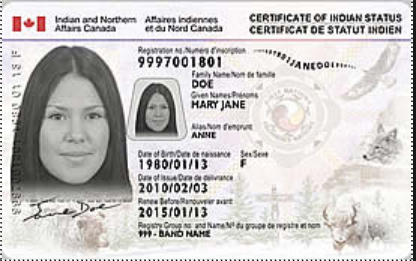 Indian and Northern Affairs Canada
Affaires indiennes et du Nord Canada
CERTIFICATE OF INDIAN STATUS
CERTIFICAT DE STATUT INDIEN
Registration no./Numéro d'inscription
9997001801
Family Name/Nom de famille
DOE
Given Names/Prénoms
MARY JANE
Alias/Nom d'emprunt
ANNE
Date of Birth/Date de naissance Sex/Sexe
1980/01/13 F
Date of Issue/Date de délivrance
2010/02/03
Renew Before/Renouveler avant
2015/01/13
Registry Group no. and Name/Nº du groupe de registre et nom
999 - BAND NAME
Jane Doe